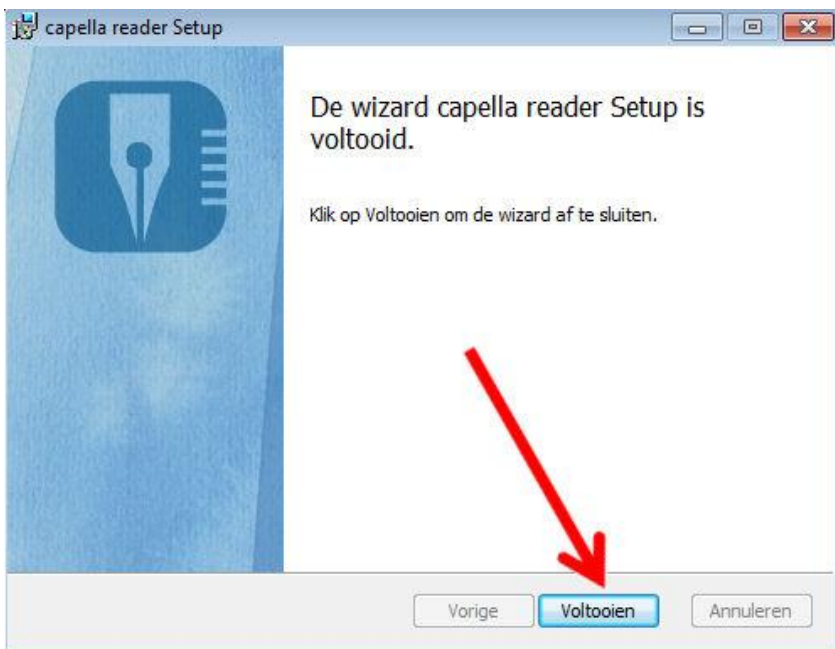 capella reader Setup
De wizard capella reader Setup is
voltooid.
Klik op Voltooien om de wizard af te sluiten.
Vorige
Voltooien
Annuleren